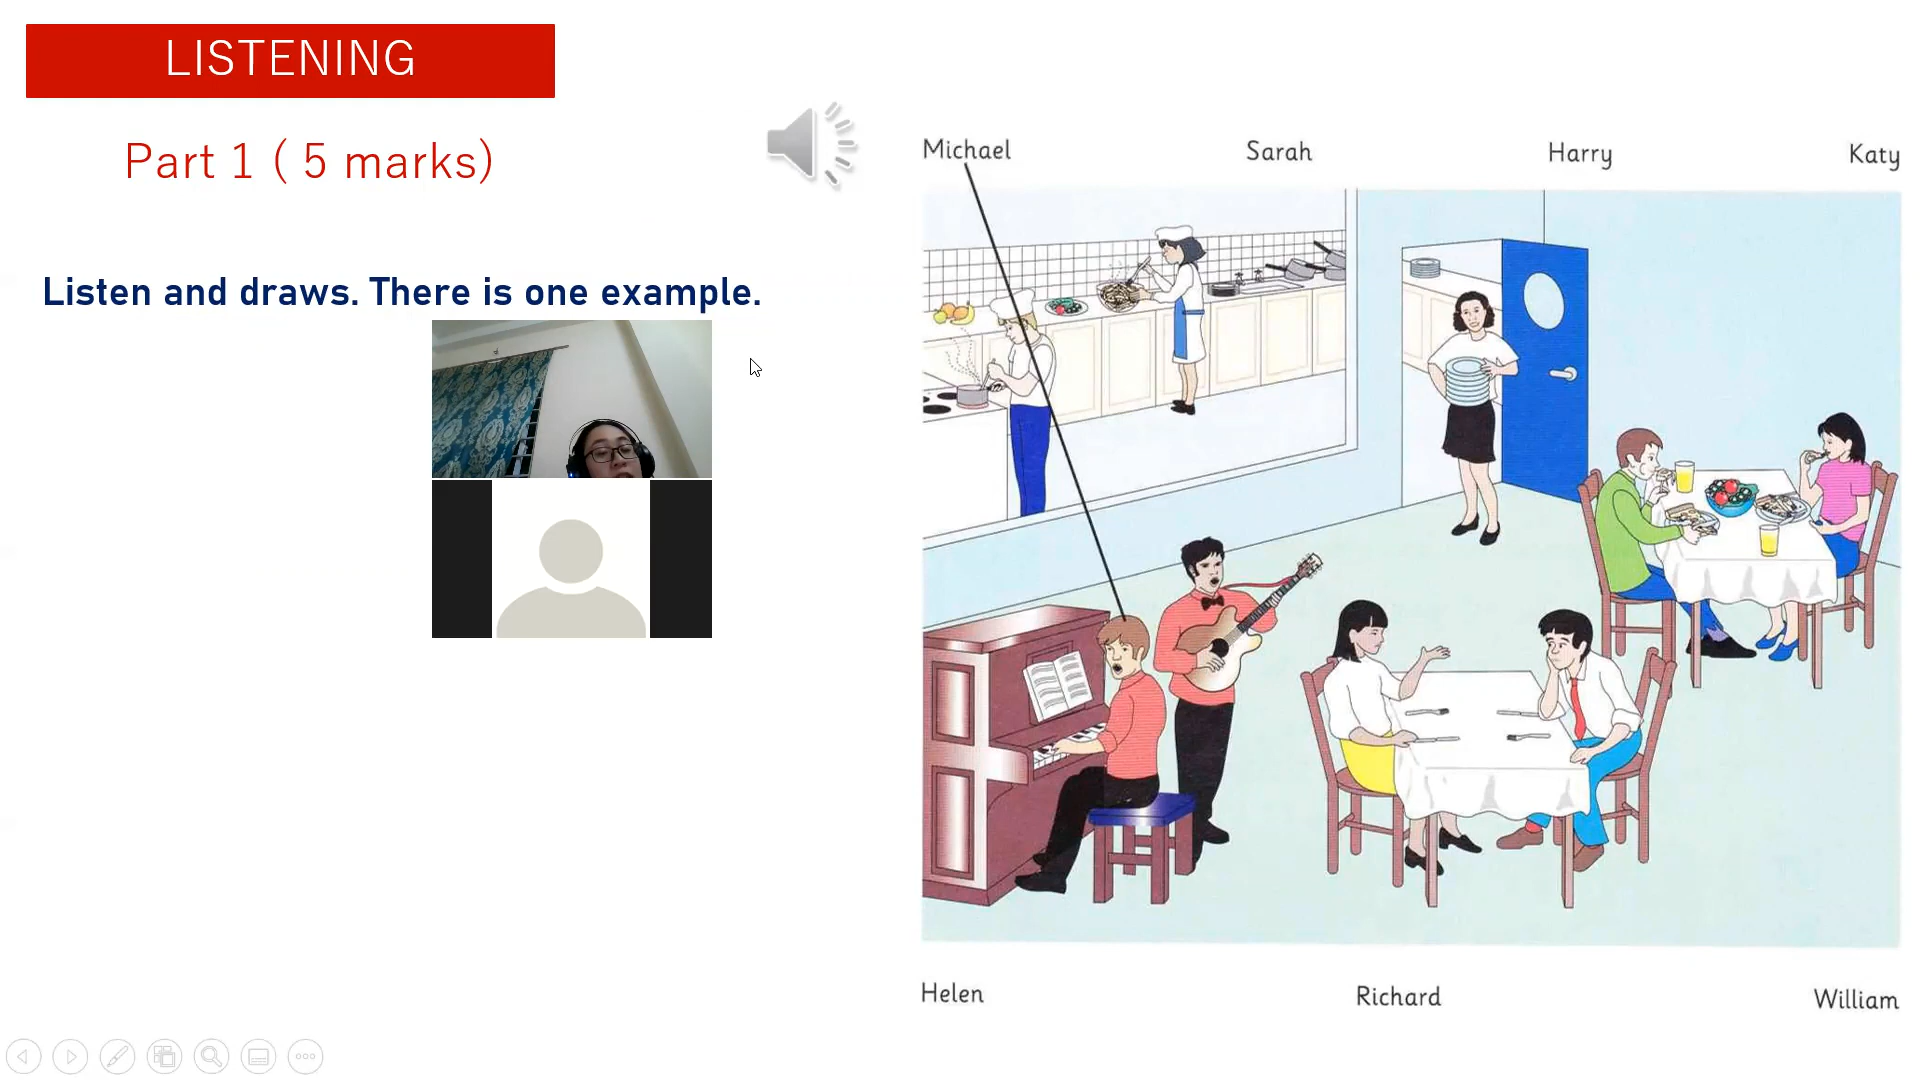 LISTENING
Part 1 ( 5 marks)
Listen and draws. There is one example.
Michael Sarah Harry Katy
Helen Richard William